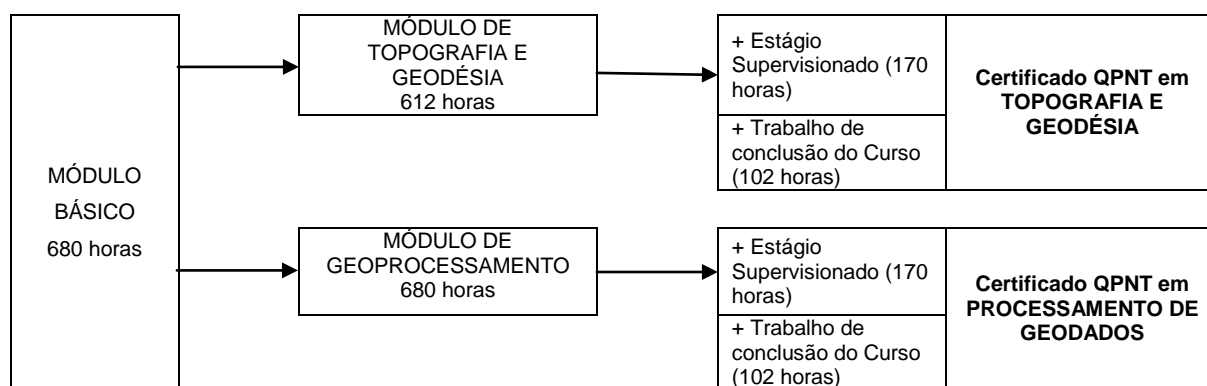 MÓDULO
BÁSICO
680 horas
MÓDULO DE
TOPOGRAFIA E
GEODÉSIA
612 horas
+ Estágio
Supervisionado (170
horas)
+ Trabalho de
conclusão do Curso
(102 horas)
Certificado QPNT em
TOPOGRAFIA E
GEODÉSIA
MÓDULO DE
GEOPROCESSAMENTO
680 horas
+ Estágio
Supervisionado (170
horas)
+ Trabalho de
conclusão do Curso
(102 horas)
Certificado QPNT em
PROCESSAMENTO DE
GEODADOS